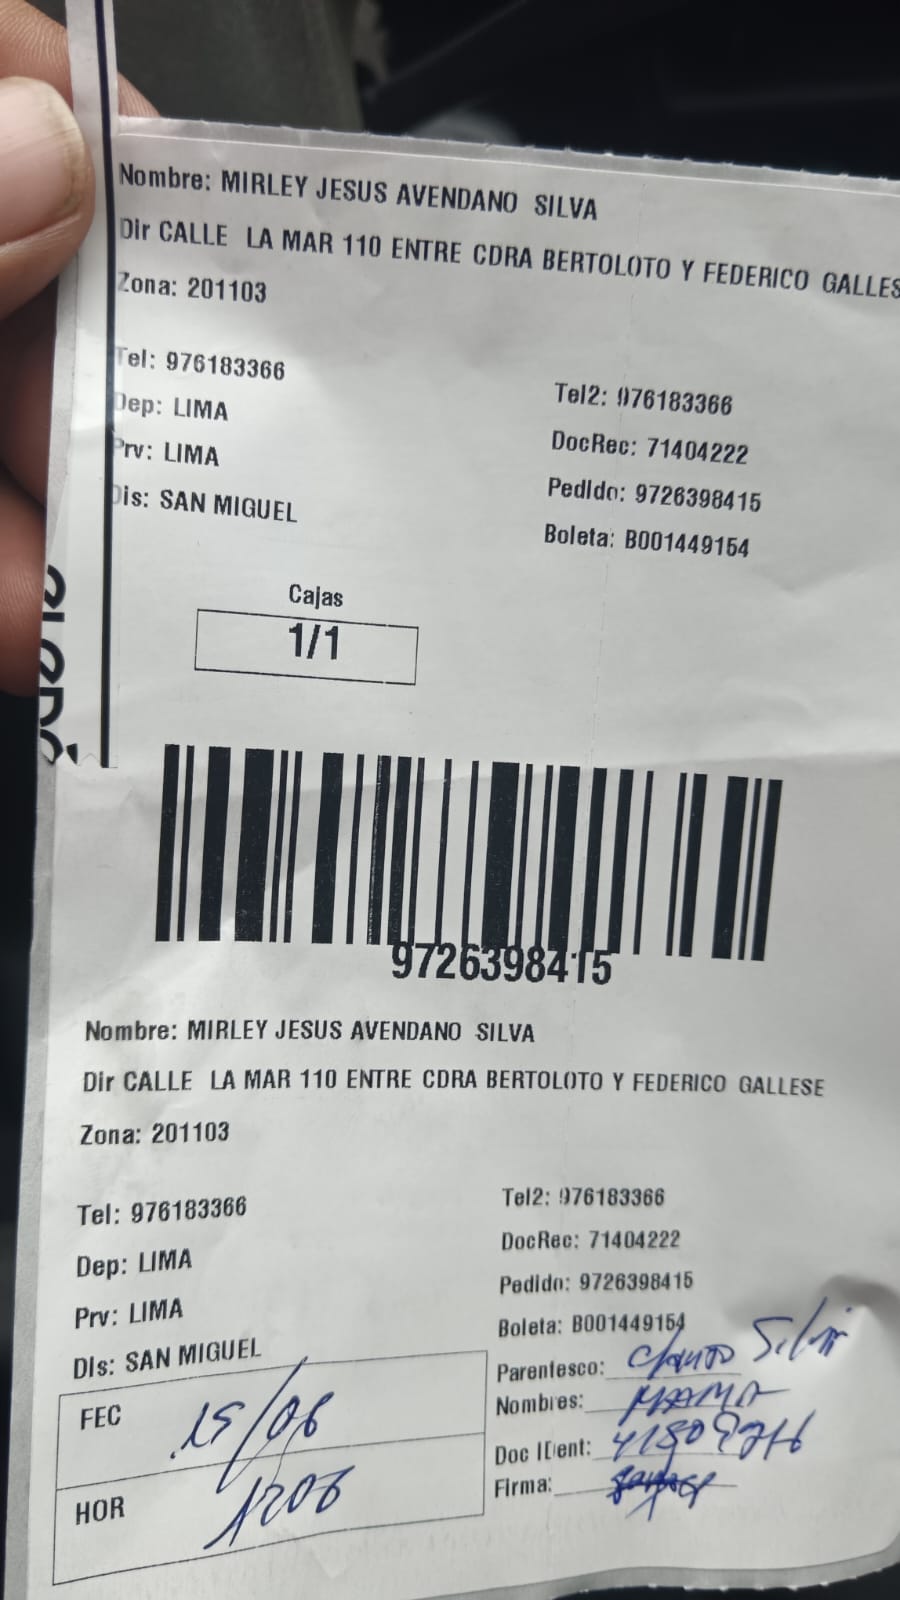 Nombre: MIRLEY JESUS AVENDANO SILVA
Dir CALLE LA MAR 110 ENTRE CDRA BERTOLOTO Y FEDERICO GALLES
Zona: 201103
Tel: 976183366
Tel2: 976183366
Dep: LIMA
DocRec: 71404222
Prv: LIMA
Pedido: 9726398415
Dis: SAN MIGUEL
Boleta: B001449154
Cajas
1/1
9726398415
Nombre: MIRLEY JESUS AVENDANO SILVA
Dir CALLE LA MAR 110 ENTRE CDRA BERTOLOTO Y FEDERICO GALLESE
Zona: 201103
Tel: 976183366
Tel2: 976183366
Dep: LIMA
DocRec: 71404222
Prv: LIMA
Pedido: 9726398415
Dis: SAN MIGUEL
Boleta: B001449154
Parentesco: Silvia
Nombres: MAMA
FEC 15/06
Doc IDent:
HOR 1206
Firma: